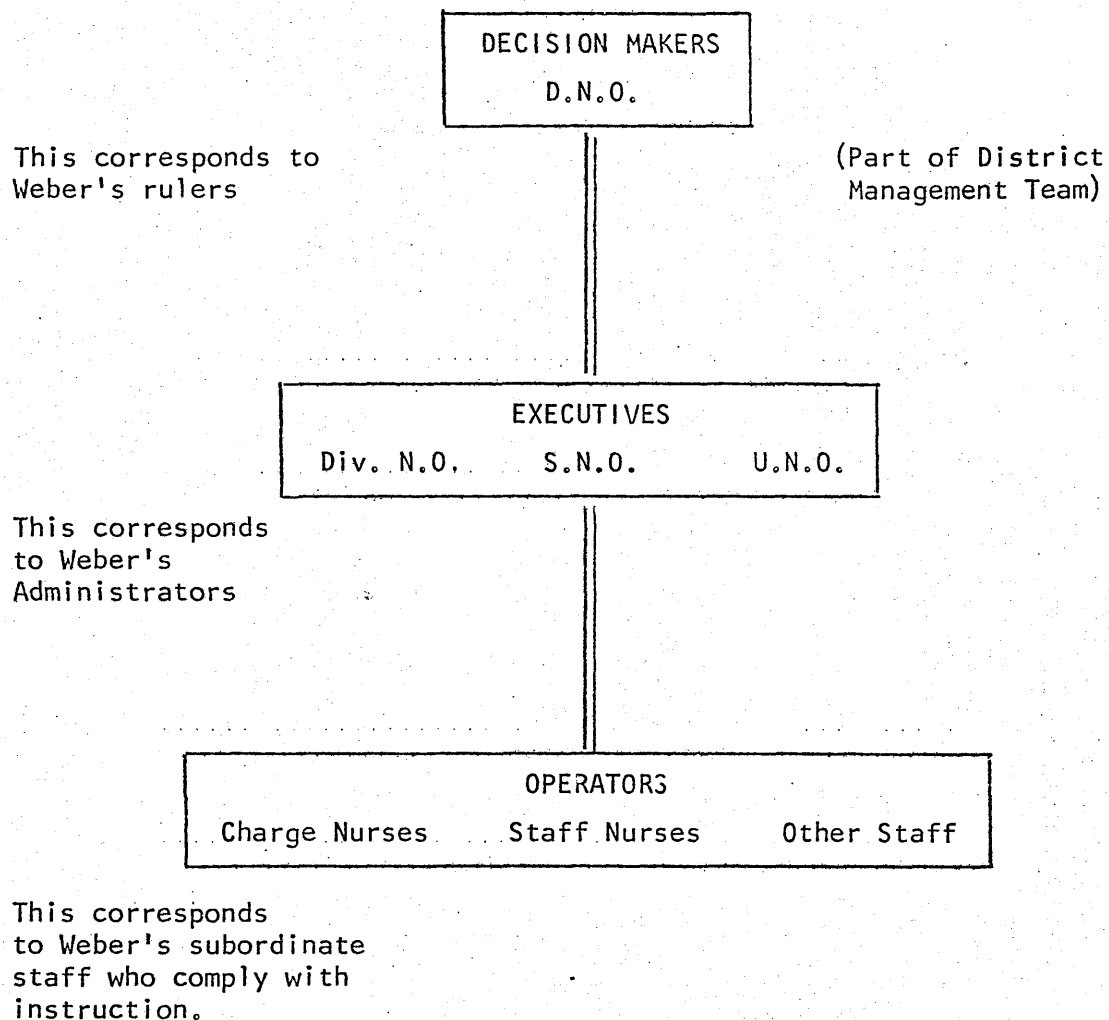 DECISION MAKERS
D.N.O.
This corresponds to
Weber's rulers
(Part of District
Management Team)
EXECUTIVES
Div. N.O. S.N.O. U.N.O.
This corresponds
to Weber's
Administrators
OPERATORS
Charge Nurses Staff Nurses Other Staff
This corresponds
to Weber's subordinate
staff who comply with
instruction.